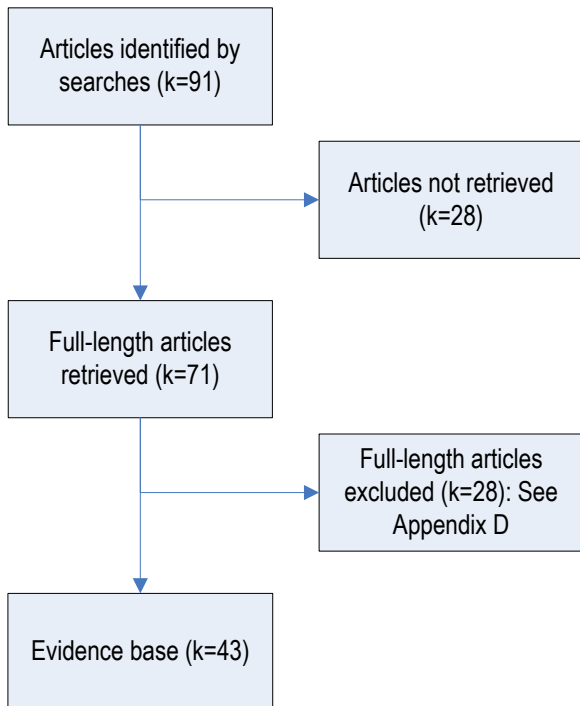 Articles identified by
searches (k=91)
Articles not retrieved
(k=28)
Full-length articles
retrieved (k=71)
Full-length articles
excluded (k=28): See
Appendix D
Evidence base (k=43)